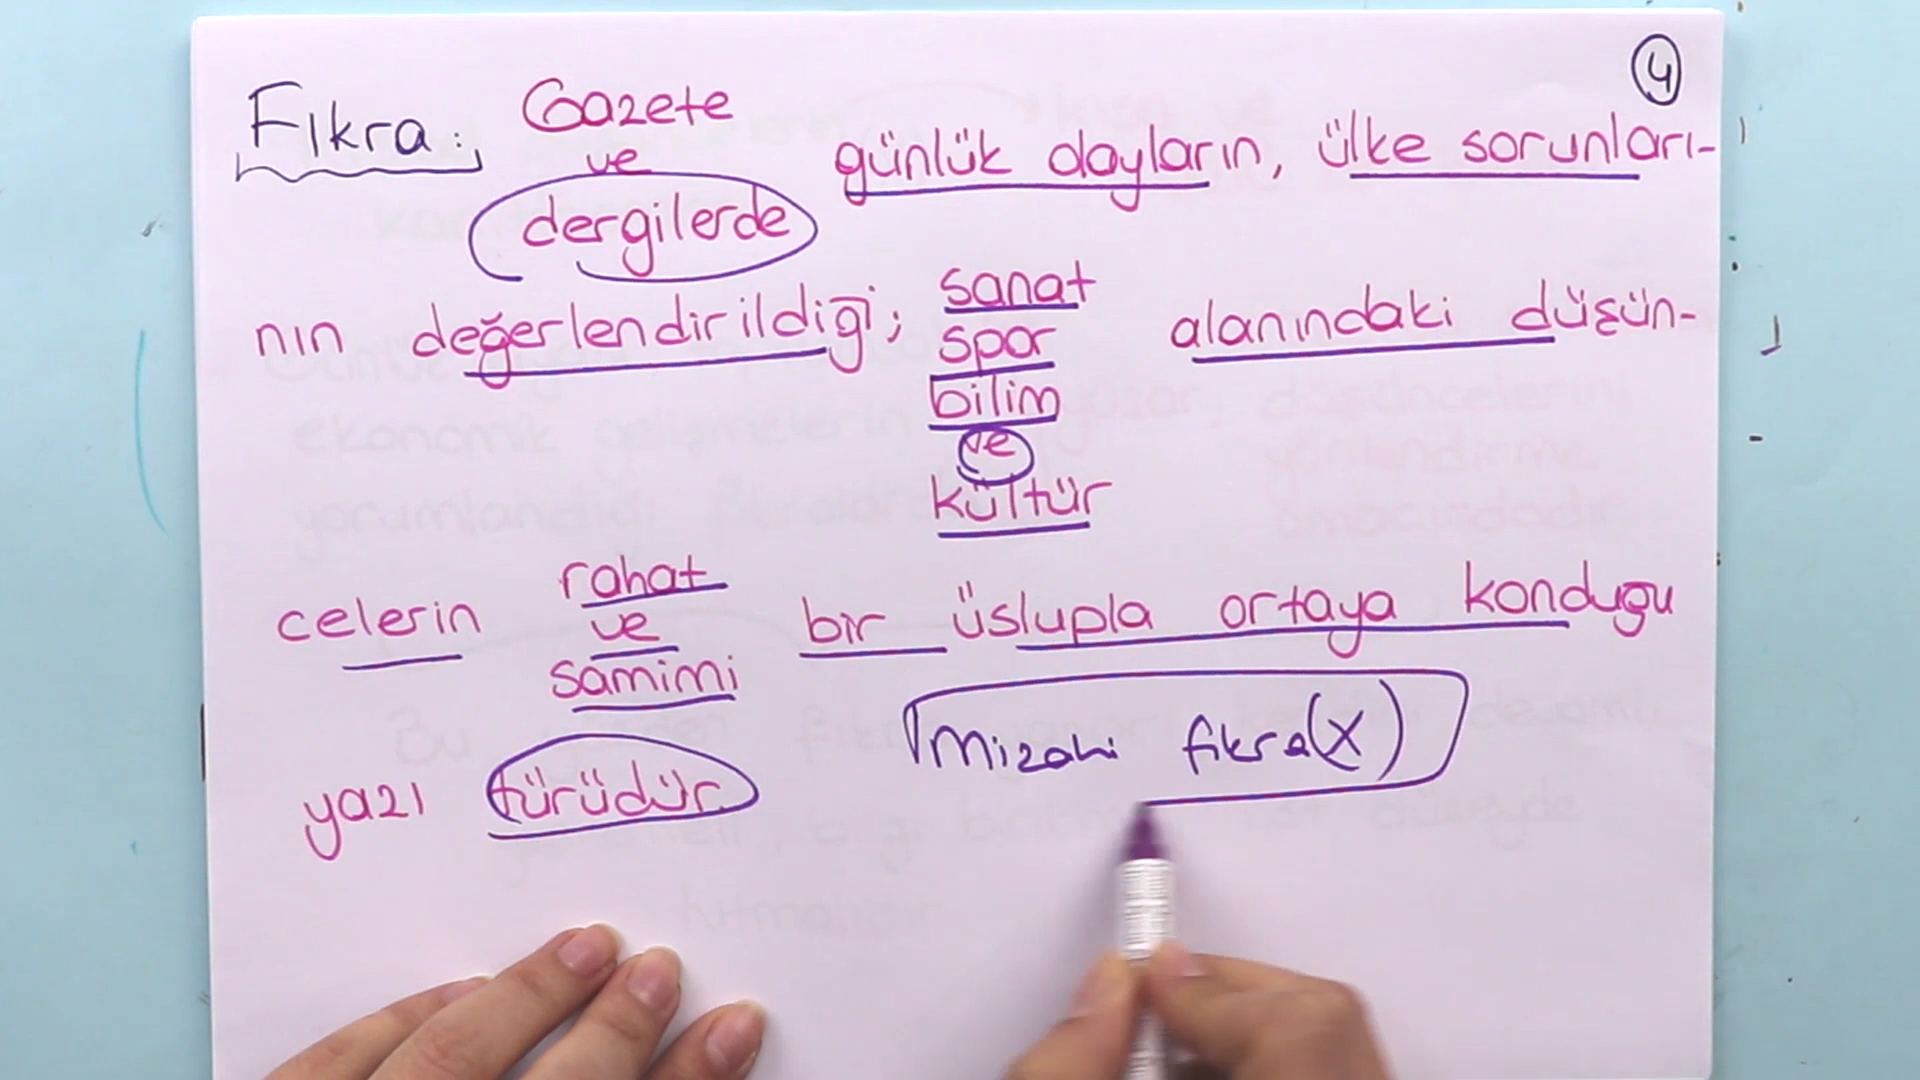 4
Fıkra:
Gazete
ve
dergilerde
günlük olayların, ülke sorunları-
nın değerlendirildiği;
sanat
spor
bilim
ve
kültür
alanındaki düşün-
celerin
rahat
ve
samimi
bir üslupla ortaya konduğu
yazı türüdür.
Mizahi fıkra(X)